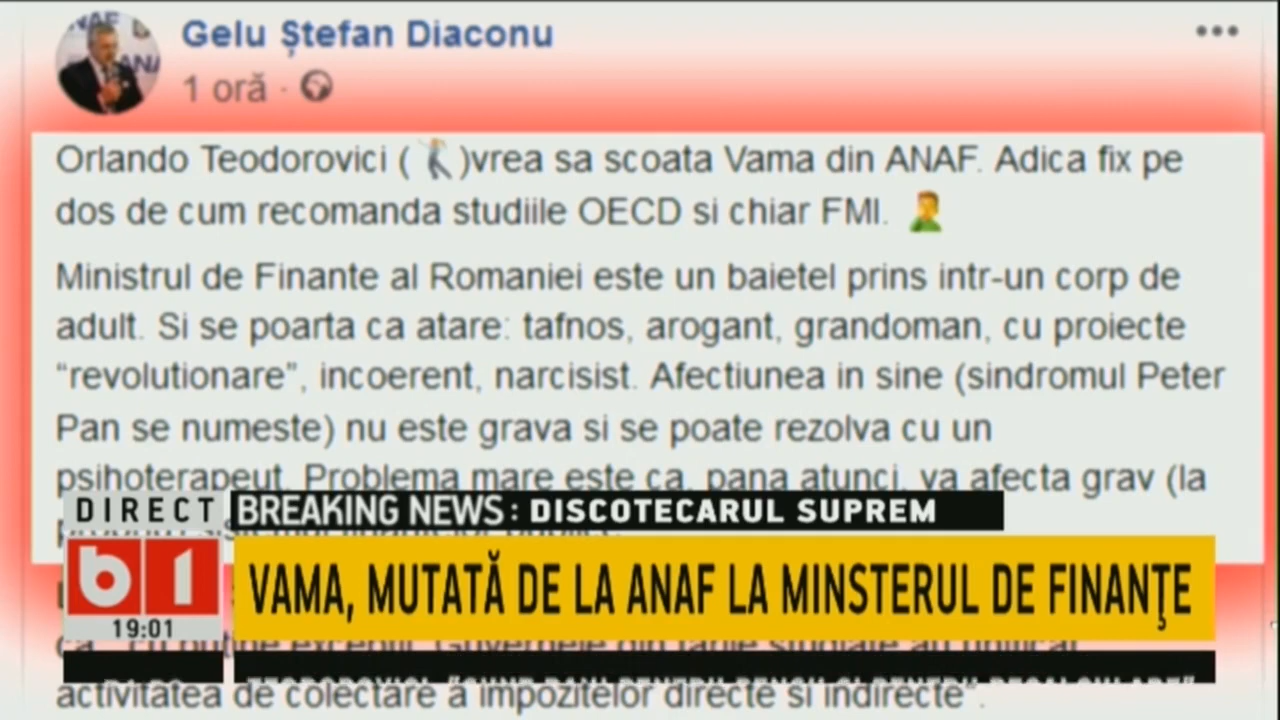 Gelu Ștefan Diaconu
1 oră ·
Orlando Teodorovici ( )vrea sa scoata Vama din ANAF. Adica fix pe
dos de cum recomanda studiile OECD si chiar FMI.
Ministrul de Finante al Romaniei este un baietel prins intr-un corp de
adult. Si se poarta ca atare: tafnos, arogant, grandoman, cu proiecte
“revolutionare”, incoerent, narcisist. Afectiunea in sine (sindromul Peter
Pan se numeste) nu este grava si se poate rezolva cu un
psihoterapeut. Problema mare este ca, pana atunci, va afecta grav (la
DIRECT
BREAKING NEWS: DISCOTECARUL SUPREM
b1
19:01
VAMA, MUTATĂ DE LA ANAF LA MINSTERUL DE FINANŢE
activitatea de colectare a impozitelor directe si indirecte”.